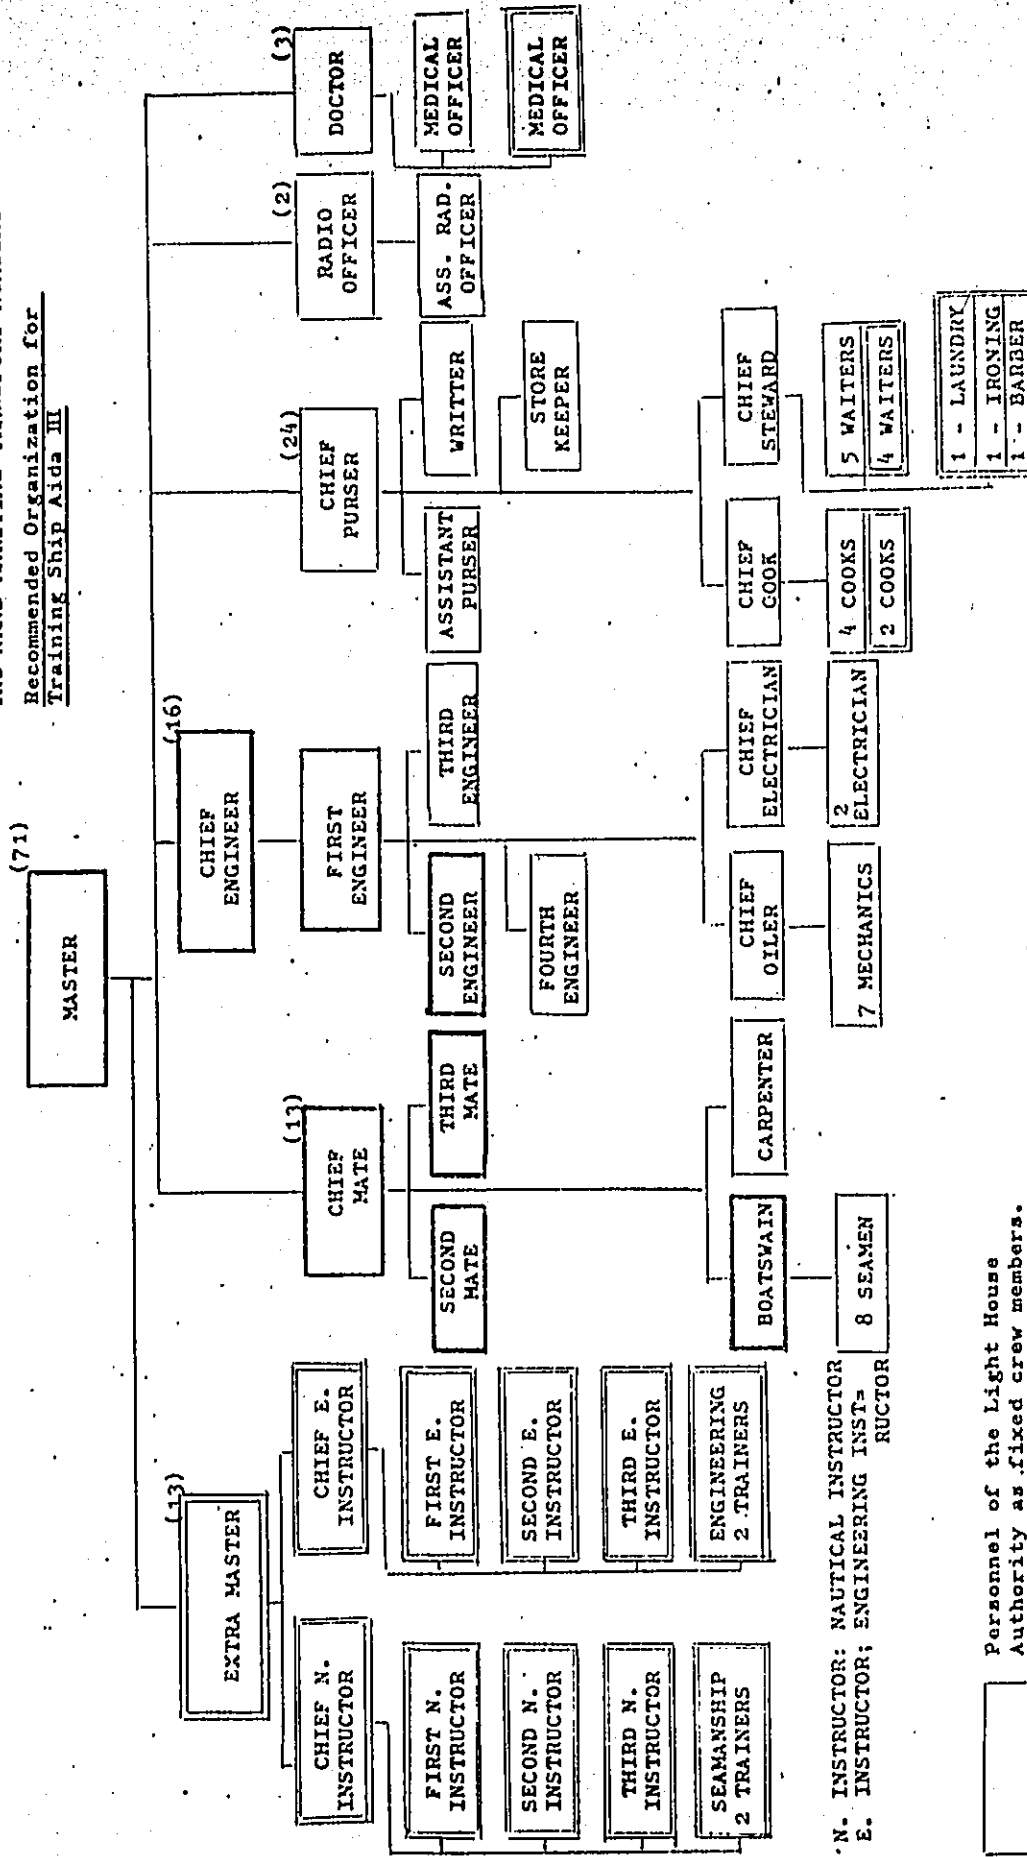 Recommended Organization for
Training Ship Aida III
(71)
MASTER
(13)
EXTRA MASTER
CHIEF N.
INSTRUCTOR
FIRST N.
INSTRUCTOR
SECOND N.
INSTRUCTOR
THIRD N.
INSTRUCTOR
SEAMANSHIP
2 TRAINERS
CHIEF E.
INSTRUCTOR
FIRST E.
INSTRUCTOR
SECOND E.
INSTRUCTOR
THIRD E.
INSTRUCTOR
ENGINEERING
2 TRAINERS
(13)
CHIEF
MATE
SECOND
MATE
THIRD
MATE
BOATSWAIN
CARPENTER
8 SEAMEN
(16)
CHIEF
ENGINEER
FIRST
ENGINEER
SECOND
ENGINEER
THIRD
ENGINEER
FOURTH
ENGINEER
CHIEF
OILER
CHIEF
ELECTRICIAN
7 MECHANICS
2
ELECTRICIAN
(24)
CHIEF
PURSER
ASSISTANT
PURSER
WRITTER
STORE
KEEPER
CHIEF
COOK
CHIEF
STEWARD
4 COOKS
2 COOKS
5 WAITERS
4 WAITERS
1 - LAUNDRY
1 - IRONING
1 - BARBER
(2)
RADIO
OFFICER
ASS. RAD.
OFFICER
(3)
DOCTOR
MEDICAL
OFFICER
MEDICAL
OFFICER
N. INSTRUCTOR: NAUTICAL INSTRUCTOR
E. INSTRUCTOR; ENGINEERING INST=
RUCTOR
Personnel of the Light House
Authority as fixed crew members.